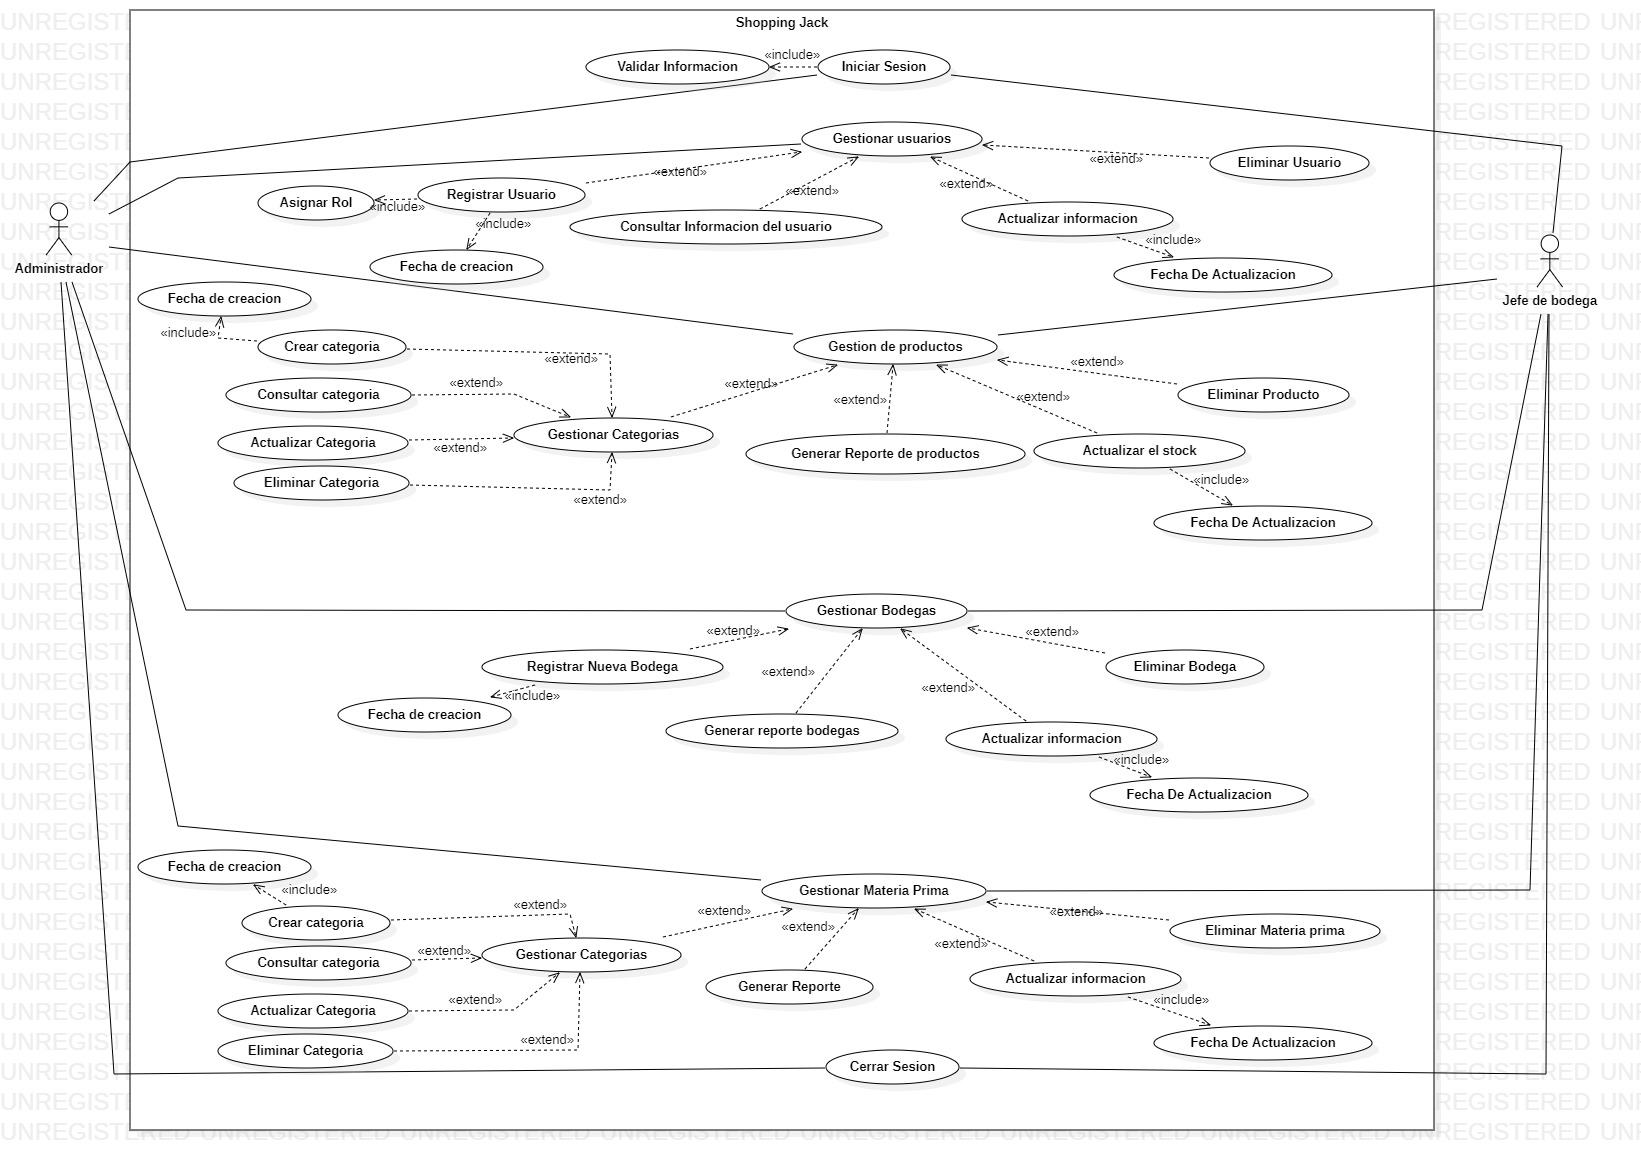 Shopping Jack
Validar Informacion
«include»
Iniciar Sesion
Gestionar usuarios
«extend»
Eliminar Usuario
Asignar Rol
«include»
Registrar Usuario
«extend»
«extend»
«extend»
«include»
Consultar Informacion del usuario
Actualizar informacion
«include»
Fecha de creacion
Fecha De Actualizacion
Administrador
Jefe de bodega
Fecha de creacion
«include»
Crear categoria
«extend»
Gestion de productos
«extend»
Consultar categoria
«extend»
«extend»
«extend»
«extend»
Eliminar Producto
Actualizar Categoria
«extend»
Gestionar Categorias
Generar Reporte de productos
Actualizar el stock
Eliminar Categoria
«extend»
«include»
Fecha De Actualizacion
Gestionar Bodegas
«extend»
«extend»
Registrar Nueva Bodega
«extend»
Eliminar Bodega
«include»
«extend»
Fecha de creacion
Generar reporte bodegas
Actualizar informacion
«include»
Fecha De Actualizacion
Fecha de creacion
«include»
Gestionar Materia Prima
Crear categoria
«extend»
«extend»
«extend»
«extend»
Eliminar Materia prima
Consultar categoria
«extend»
Gestionar Categorias
«extend»
Generar Reporte
Actualizar informacion
Actualizar Categoria
«extend»
«include»
Eliminar Categoria
«extend»
Fecha De Actualizacion
Cerrar Sesion
UNREGISTERED